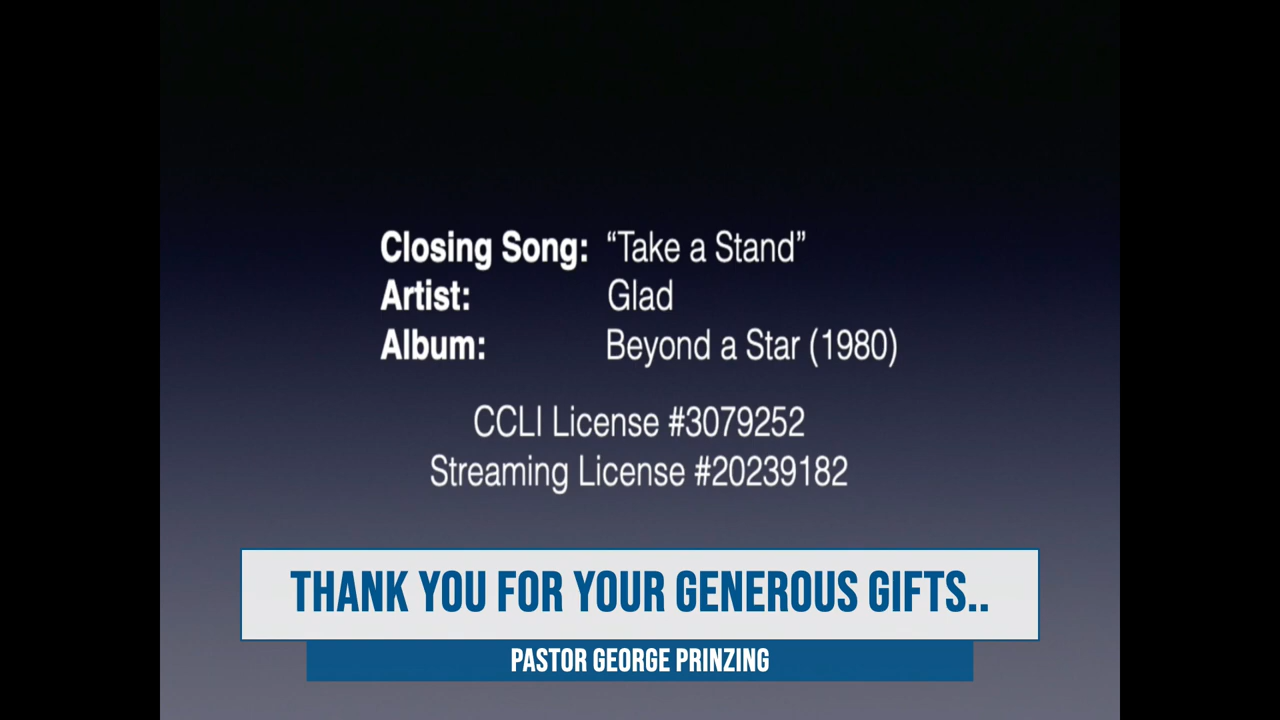 Closing Song: “Take a Stand”
Artist: Glad
Album: Beyond a Star (1980)
CCLI License #3079252
Streaming License #20239182
THANK YOU FOR YOUR GENEROUS GIFTS..
PASTOR GEORGE PRINZING